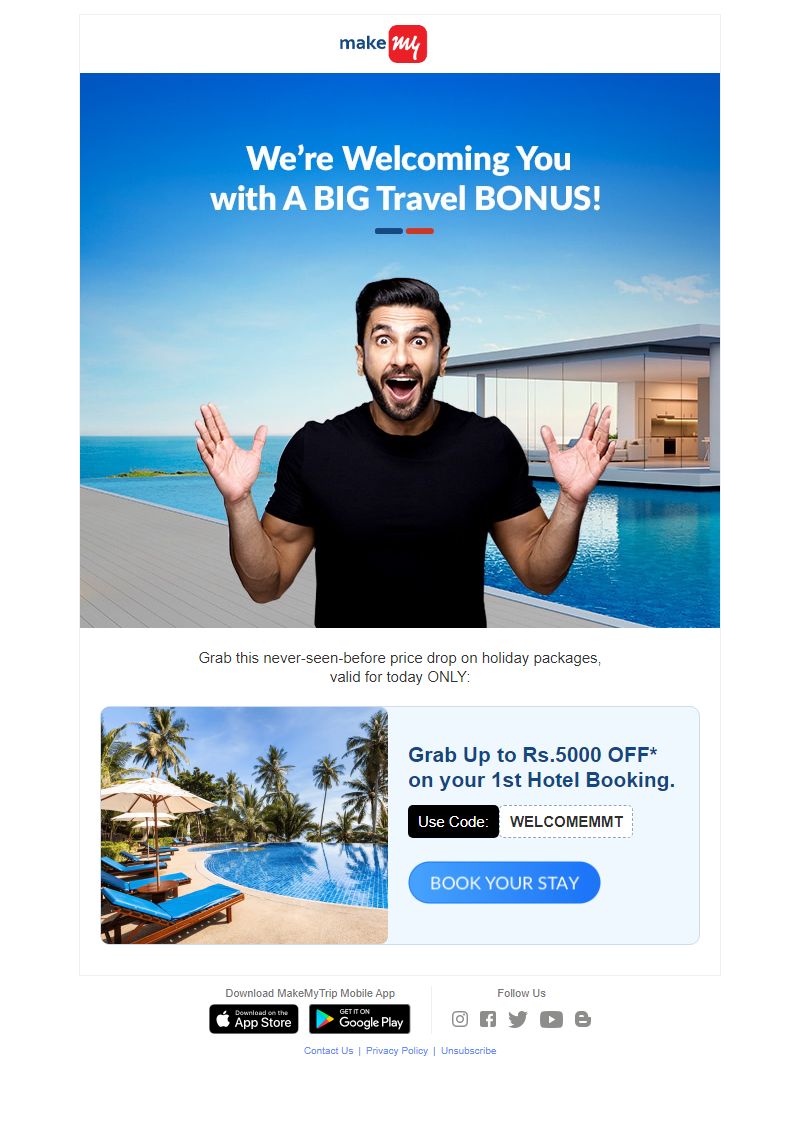 make my
We're Welcoming You
with A BIG Travel BONUS!
Grab this never-seen-before price drop on holiday packages,
valid for today ONLY:
Grab Up to Rs.5000 OFF*
on your 1st Hotel Booking.
Use Code: WELCOMEMMT
BOOK YOUR STAY
Download MakeMyTrip Mobile App
Download on the
App Store
GET IT ON
Google Play
Follow Us
Contact Us | Privacy Policy | Unsubscribe